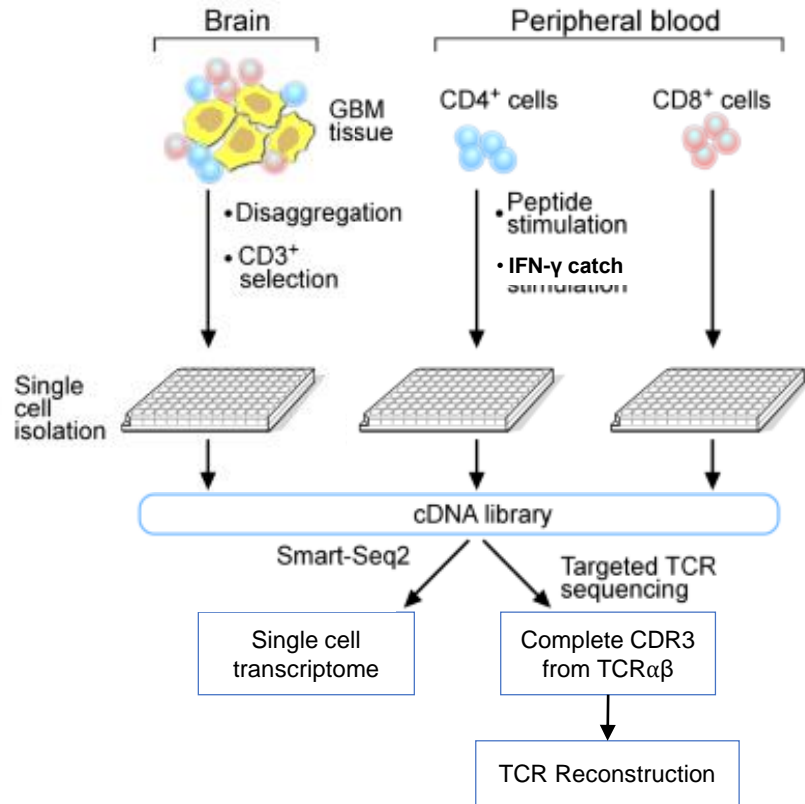 Brain
Peripheral blood
GBM
tissue
CD4⁺ cells
CD8⁺ cells
•Disaggregation
•CD3⁺
selection
•Peptide
stimulation
• IFN-γ catch
stimulation
Single
cell
isolation
cDNA library
Smart-Seq2
Targeted TCR
sequencing
Single cell
transcriptome
Complete CDR3
from TCRαβ
TCR Reconstruction